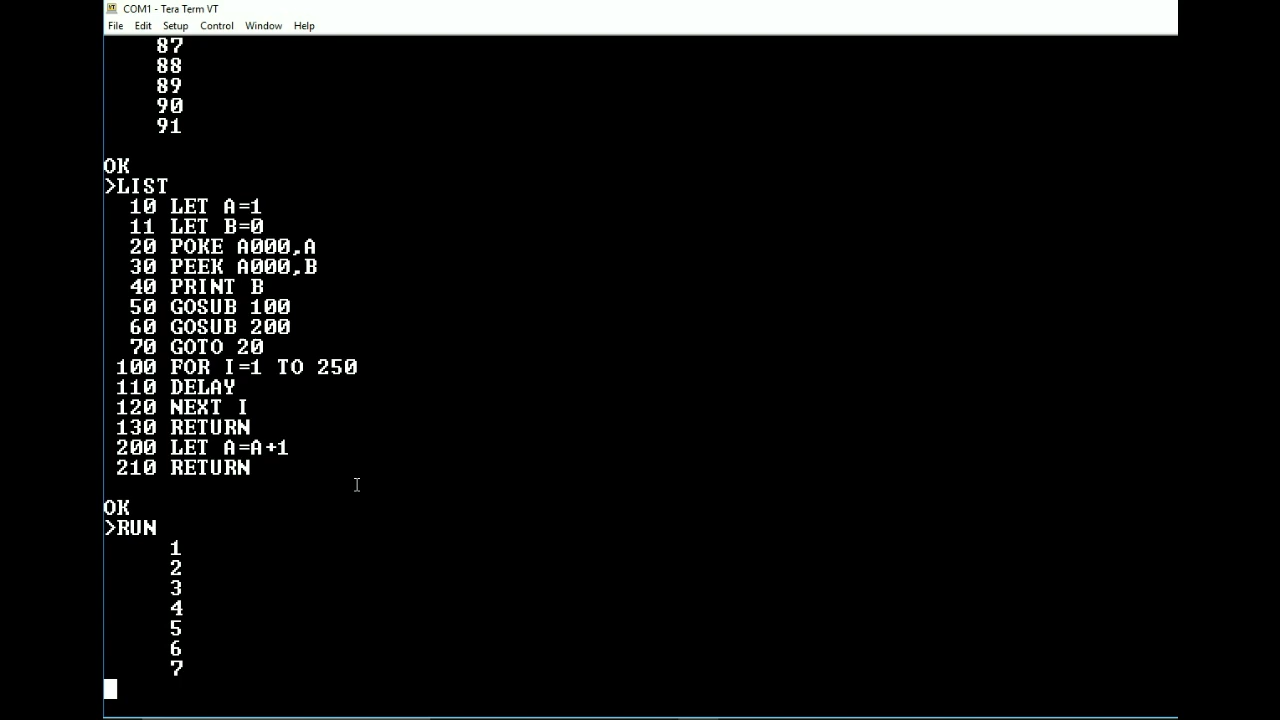 COM1 - Tera Term VT
File Edit Setup Control Window Help
87
88
89
90
91
OK
>LIST
10 LET A=1
11 LET B=0
20 POKE A000,A
30 PEEK A000,B
40 PRINT B
50 GOSUB 100
60 GOSUB 200
70 GOTO 20
100 FOR I=1 TO 250
110 DELAY
120 NEXT I
130 RETURN
200 LET A=A+1
210 RETURN
OK
>RUN
1
2
3
4
5
6
7